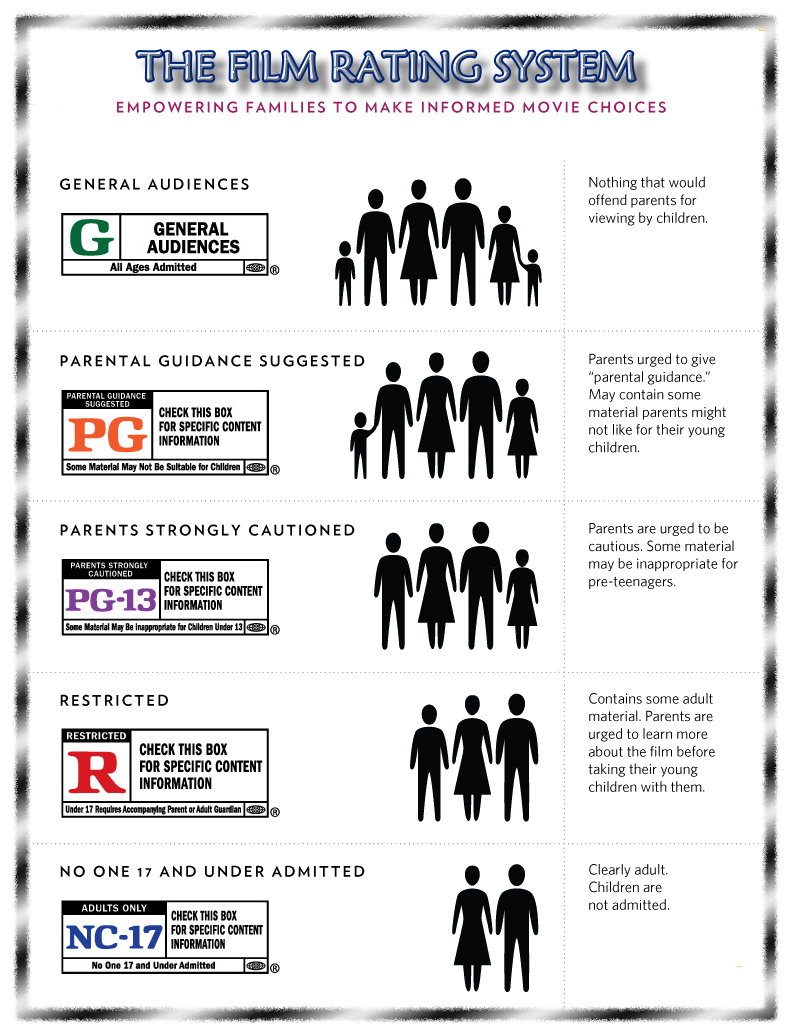 THE FILM RATING SYSTEM
EMPOWERING FAMILIES TO MAKE INFORMED MOVIE CHOICES
GENERAL AUDIENCES
G
GENERAL
AUDIENCES
All Ages Admitted
®
Nothing that would
offend parents for
viewing by children.
PARENTAL GUIDANCE SUGGESTED
PARENTAL GUIDANCE
SUGGESTED
PG
CHECK THIS BOX
FOR SPECIFIC CONTENT
INFORMATION
Some Material May Not Be Suitable for Children
®
Parents urged to give
“parental guidance.”
May contain some
material parents might
not like for their young
children.
PARENTS STRONGLY CAUTIONED
PARENTS STRONGLY
CAUTIONED
PG-13
CHECK THIS BOX
FOR SPECIFIC CONTENT
INFORMATION
Some Material May Be Inappropriate for Children Under 13
®
Parents are urged to be
cautious. Some material
may be inappropriate for
pre-teenagers.
RESTRICTED
RESTRICTED
R
CHECK THIS BOX
FOR SPECIFIC CONTENT
INFORMATION
Under 17 Requires Accompanying Parent or Adult Guardian
®
Contains some adult
material. Parents are
urged to learn more
about the film before
taking their young
children with them.
NO ONE 17 AND UNDER ADMITTED
ADULTS ONLY
NC-17
CHECK THIS BOX
FOR SPECIFIC CONTENT
INFORMATION
No One 17 and Under Admitted
®
Clearly adult.
Children are
not admitted.